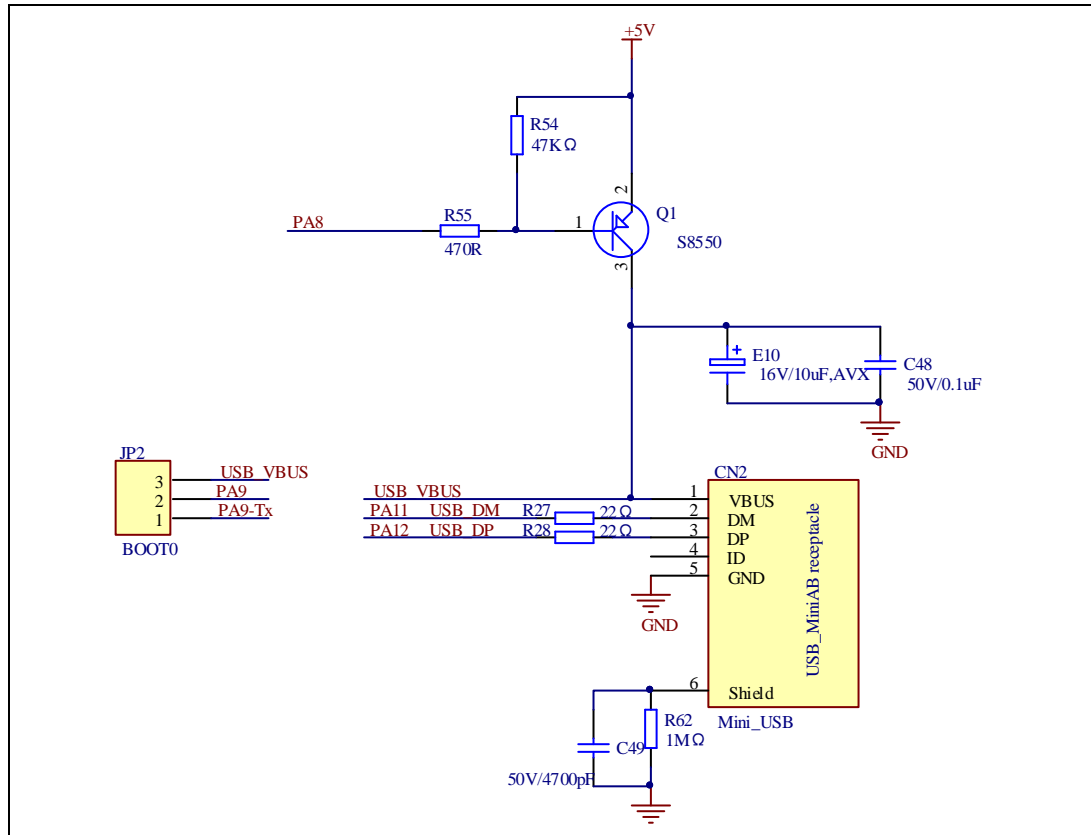 +5V
R54
47KΩ
2
Q1
PA8
R55
1
470R
S8550
3
E10
16V/10uF,AVX
C48
50V/0.1uF
GND
JP2
CN2
3 USB_VBUS
2 PA9
1 PA9-Tx
BOOT0
USB_VBUS 1 VBUS
PA11 USB_DM R27 22Ω 2 DM
PA12 USB_DP R28 22Ω 3 DP
4 ID
5 GND
GND
USB_MiniAB receptacle
6 Shield
Mini_USB
R62
1MΩ
C49
50V/4700pF